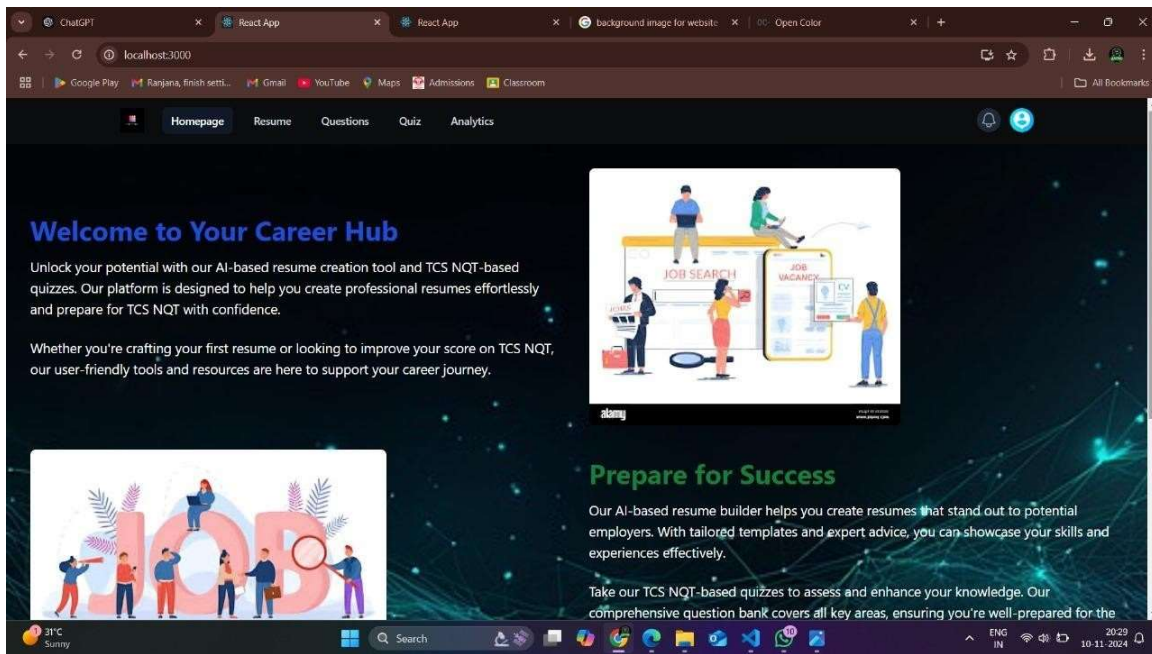 ChatGPT
React App
React App
background image for website
Open Color
localhost:3000
Google Play
Ranjana, finish setti...
Gmail
YouTube
Maps
Admissions
Classroom
All Bookmarks
Homepage
Resume
Questions
Quiz
Analytics
Welcome to Your Career Hub
Unlock your potential with our AI-based resume creation tool and TCS NQT-based
quizzes. Our platform is designed to help you create professional resumes effortlessly
and prepare for TCS NQT with confidence.
Whether you're crafting your first resume or looking to improve your score on TCS NQT,
our user-friendly tools and resources are here to support your career journey.
JOB SEARCH
JOB
VACANCY
CV
JOBS
alamy
www.alamy.com
JOB
Prepare for Success
Our AI-based resume builder helps you create resumes that stand out to potential
employers. With tailored templates and expert advice, you can showcase your skills and
experiences effectively.
Take our TCS NQT-based quizzes to assess and enhance your knowledge. Our
comprehensive question bank covers all key areas, ensuring you're well-prepared for the
1
31°C
Sunny
Search
10
ENG
IN
20:29
10-11-2024